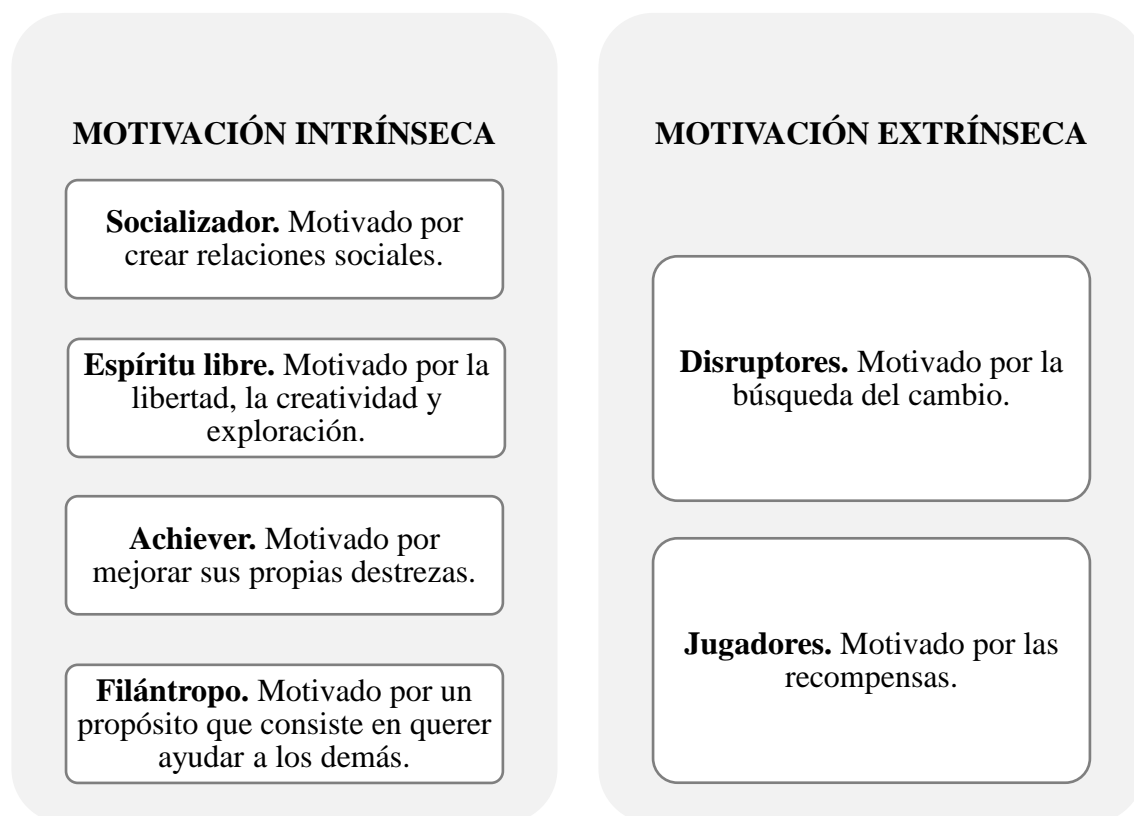 MOTIVACIÓN INTRÍNSECA
Socializador. Motivado por
crear relaciones sociales.
Espíritu libre. Motivado por la
libertad, la creatividad y
exploración.
Achiever. Motivado por
mejorar sus propias destrezas.
Filántropo. Motivado por un
propósito que consiste en querer
ayudar a los demás.
MOTIVACIÓN EXTRÍNSECA
Disruptores. Motivado por la
búsqueda del cambio.
Jugadores. Motivado por las
recompensas.